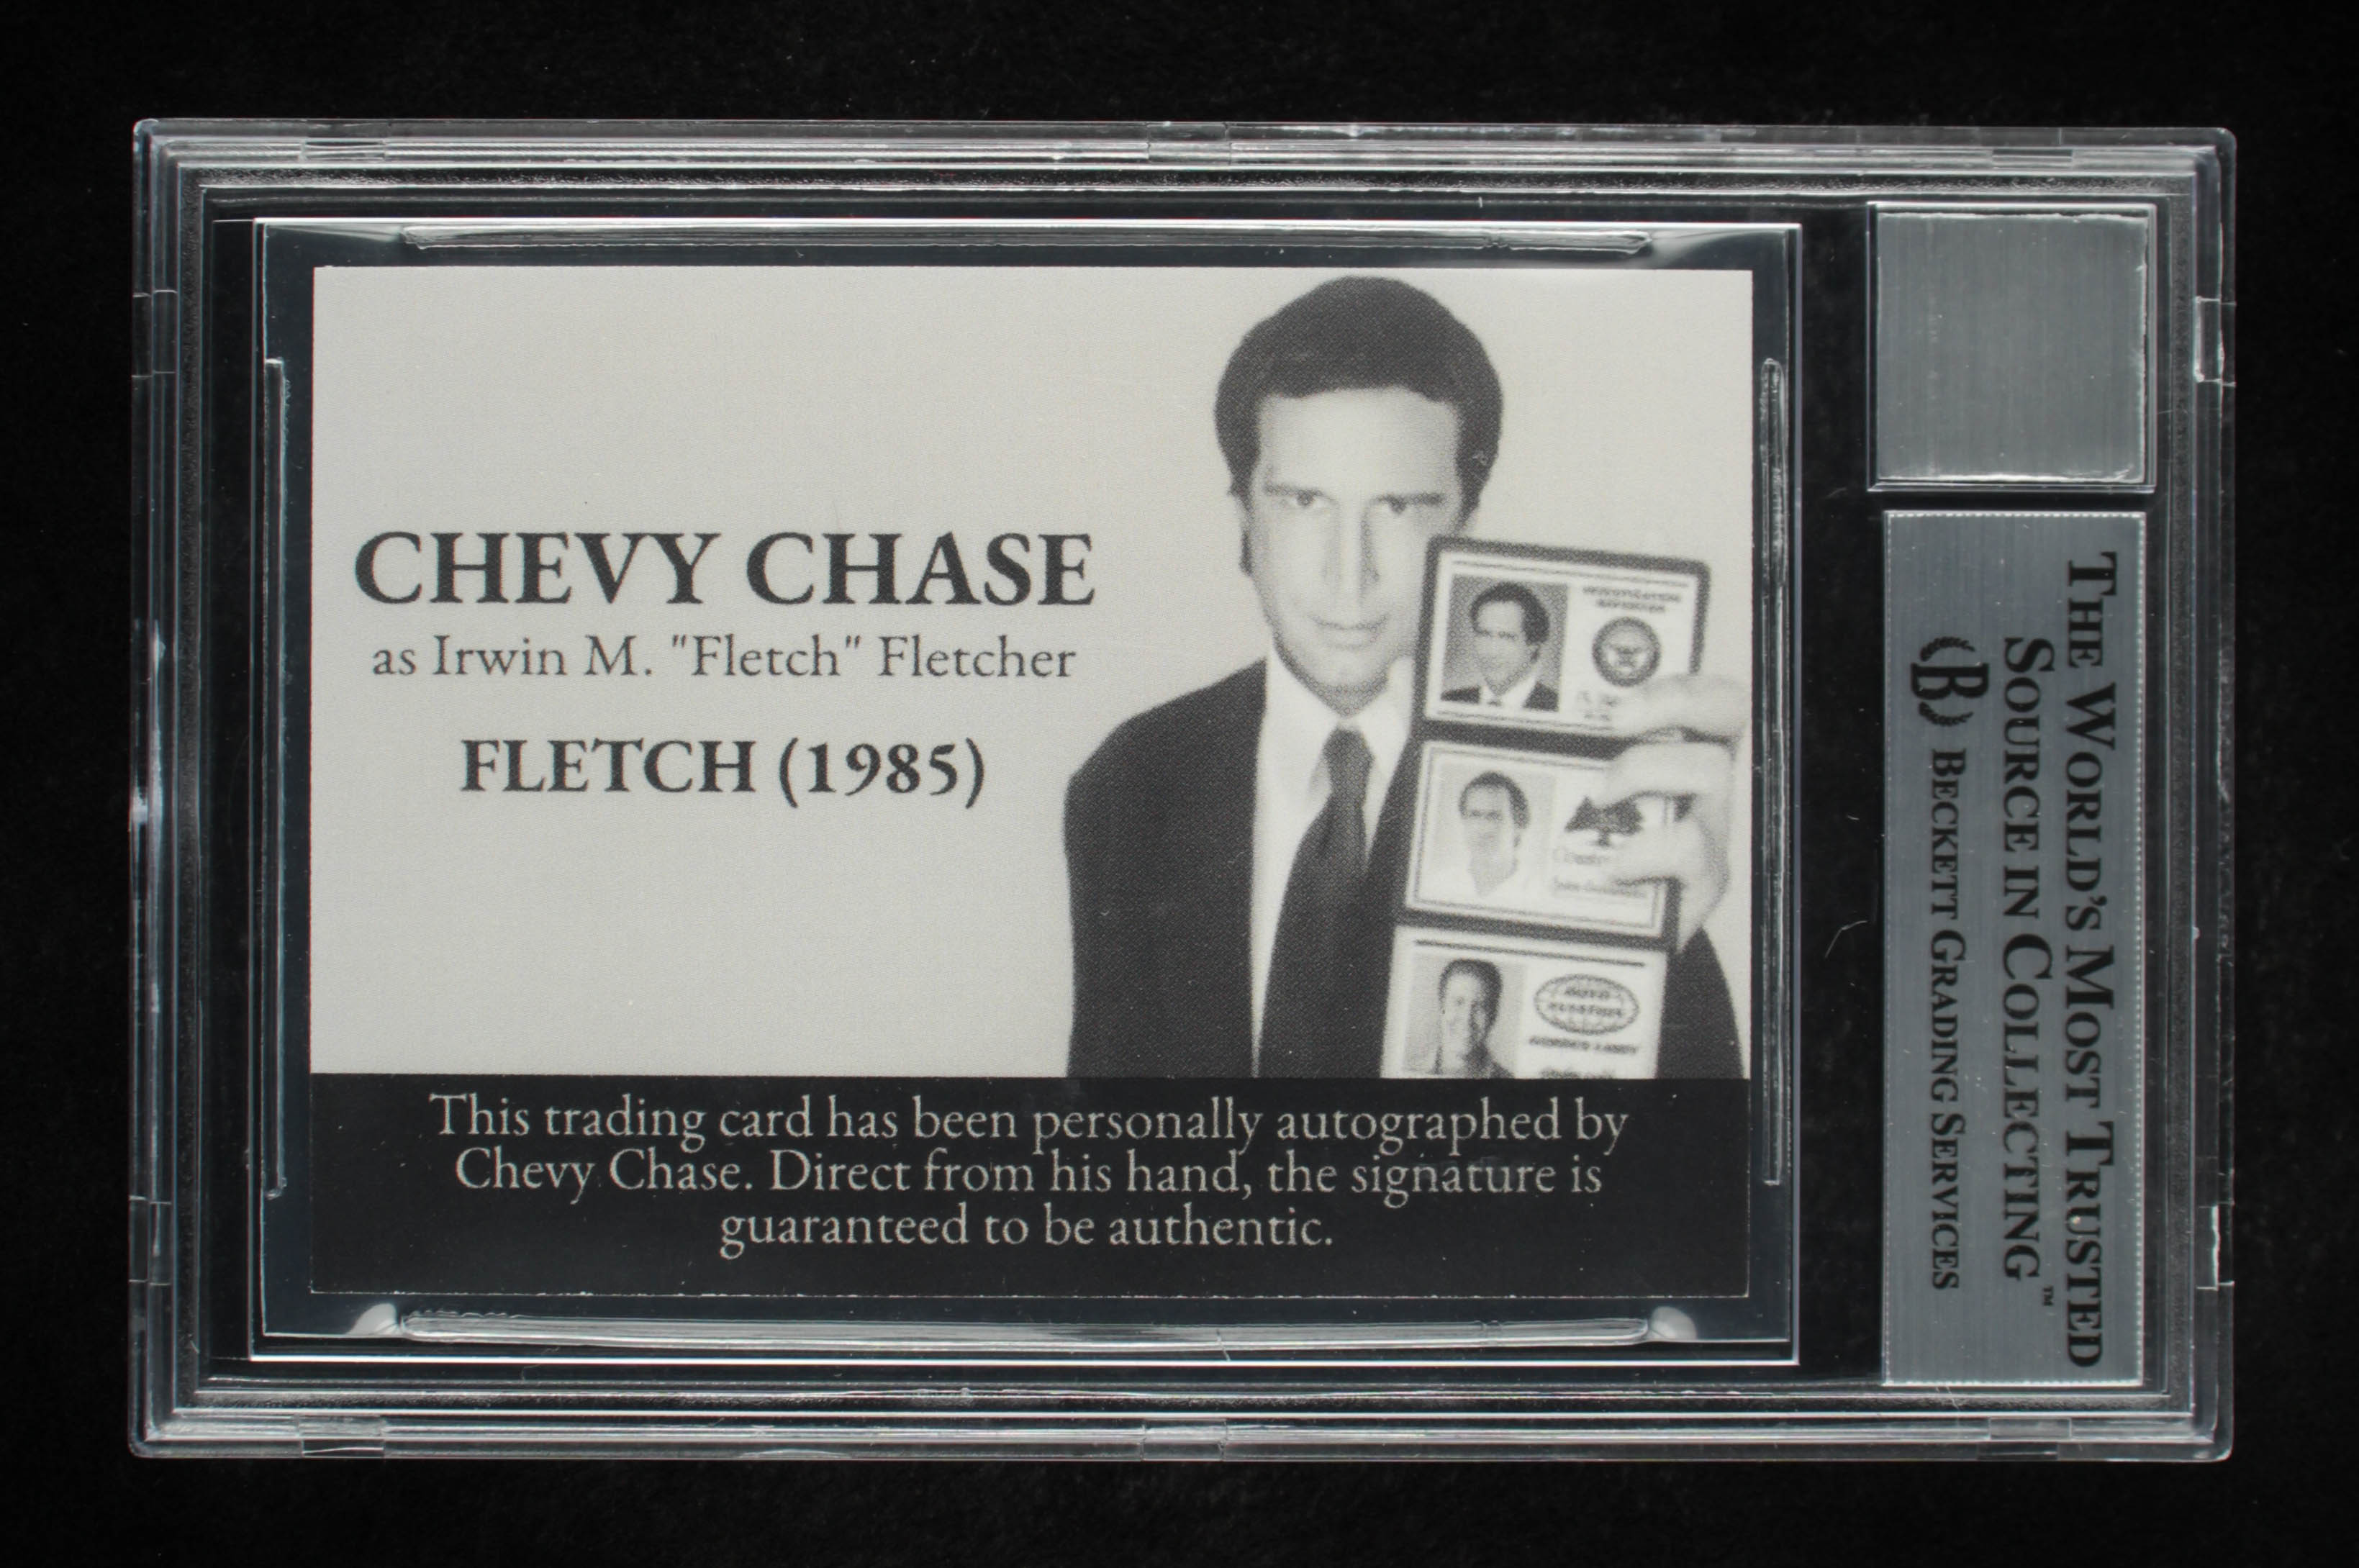 CHEVY CHASE
as Irwin M. "Fletch" Fletcher
FLETCH (1985)
This trading card has been personally autographed by
Chevy Chase. Direct from his hand, the signature is
guaranteed to be authentic.
THE WORLD'S MOST TRUSTED
SOURCE IN COLLECTING™
B BECKETT GRADING SERVICES